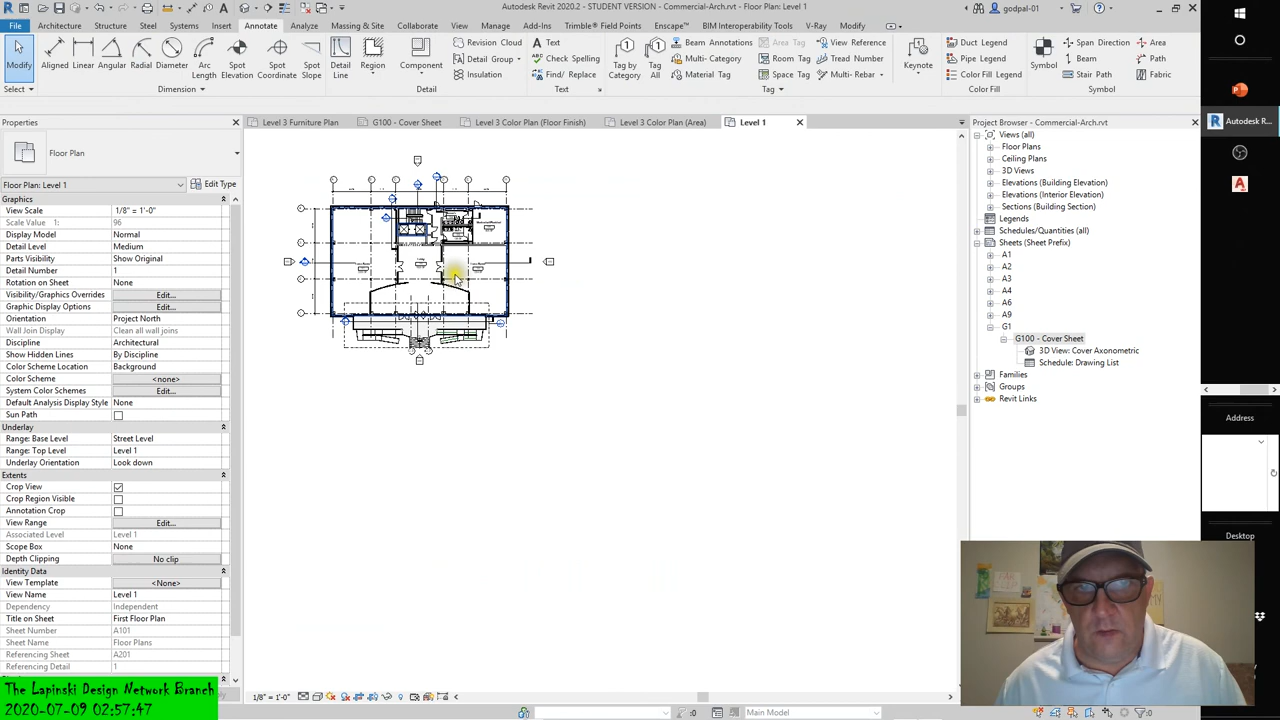 Autodesk Revit 2020.2 - STUDENT VERSION - Commercial-Arch.rvt - Floor Plan: Level 1
godpal-01
File Architecture Structure Steel Systems Insert Annotate Analyze Massing & Site Collaborate View Manage Add-Ins Trimble® Field Points Enscape™ BIM Interoperability Tools V-Ray Modify
Modify Aligned Linear Angular Radial Diameter Arc Length Spot Elevation Spot Coordinate Spot Slope Detail Line Region Component
Revision Cloud
Detail Group
Insulation
Text
Check Spelling
Find/ Replace
Tag by Category Tag All
Beam Annotations
Multi-Category
Material Tag
Area Tag
Room Tag
Space Tag
View Reference
Tread Number
Multi- Rebar
Keynote
Duct Legend
Pipe Legend
Color Fill Legend
Symbol
Span Direction
Beam
Stair Path
Area
Path
Fabric
Select Dimension Detail Text Tag Color Fill Symbol
Properties
Level 3 Furniture Plan G100 - Cover Sheet Level 3 Color Plan (Floor Finish) Level 3 Color Plan (Area) Level 1
Floor Plan
Floor Plan: Level 1 Edit Type
Graphics
View Scale 1/8" = 1'-0"
Scale Value 1: 96
Display Model Normal
Detail Level Medium
Parts Visibility Show Original
Detail Number 1
Rotation on Sheet None
Visibility/Graphics Overrides Edit...
Graphic Display Options Edit...
Orientation Project North
Wall Join Display Clean all wall joins
Discipline Architectural
Show Hidden Lines By Discipline
Color Scheme Location Background
Color Scheme <none>
System Color Schemes Edit...
Default Analysis Display Style None
Sun Path
Underlay
Range: Base Level Street Level
Range: Top Level Level 1
Underlay Orientation Look down
Extents
Crop View
Crop Region Visible
Annotation Crop
View Range Edit...
Associated Level Level 1
Scope Box None
Depth Clipping No clip
Identity Data
View Template <None>
View Name Level 1
Dependency Independent
Title on Sheet First Floor Plan
Sheet Number A101
Sheet Name Floor Plans
Referencing Sheet A201
Referencing Detail 1
Project Browser - Commercial-Arch.rvt
Views (all)
Floor Plans
Ceiling Plans
3D Views
Elevations (Building Elevation)
Elevations (Interior Elevation)
Sections (Building Section)
Legends
Schedules/Quantities (all)
Sheets (Sheet Prefix)
A1
A2
A3
A4
A6
A9
G1
G100 - Cover Sheet
3D View: Cover Axonometric
Schedule: Drawing List
Families
Groups
Revit Links
Autodesk R...
Address
Desktop
1/8" = 1'-0"
:0 Main Model :0
The Lapinski Design Network Branch
2020-07-09 02:57:47